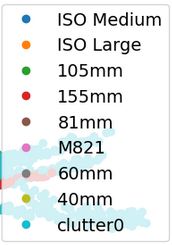 ISO Medium
ISO Large
105mm
155mm
81mm
M821
60mm
40mm
clutter0